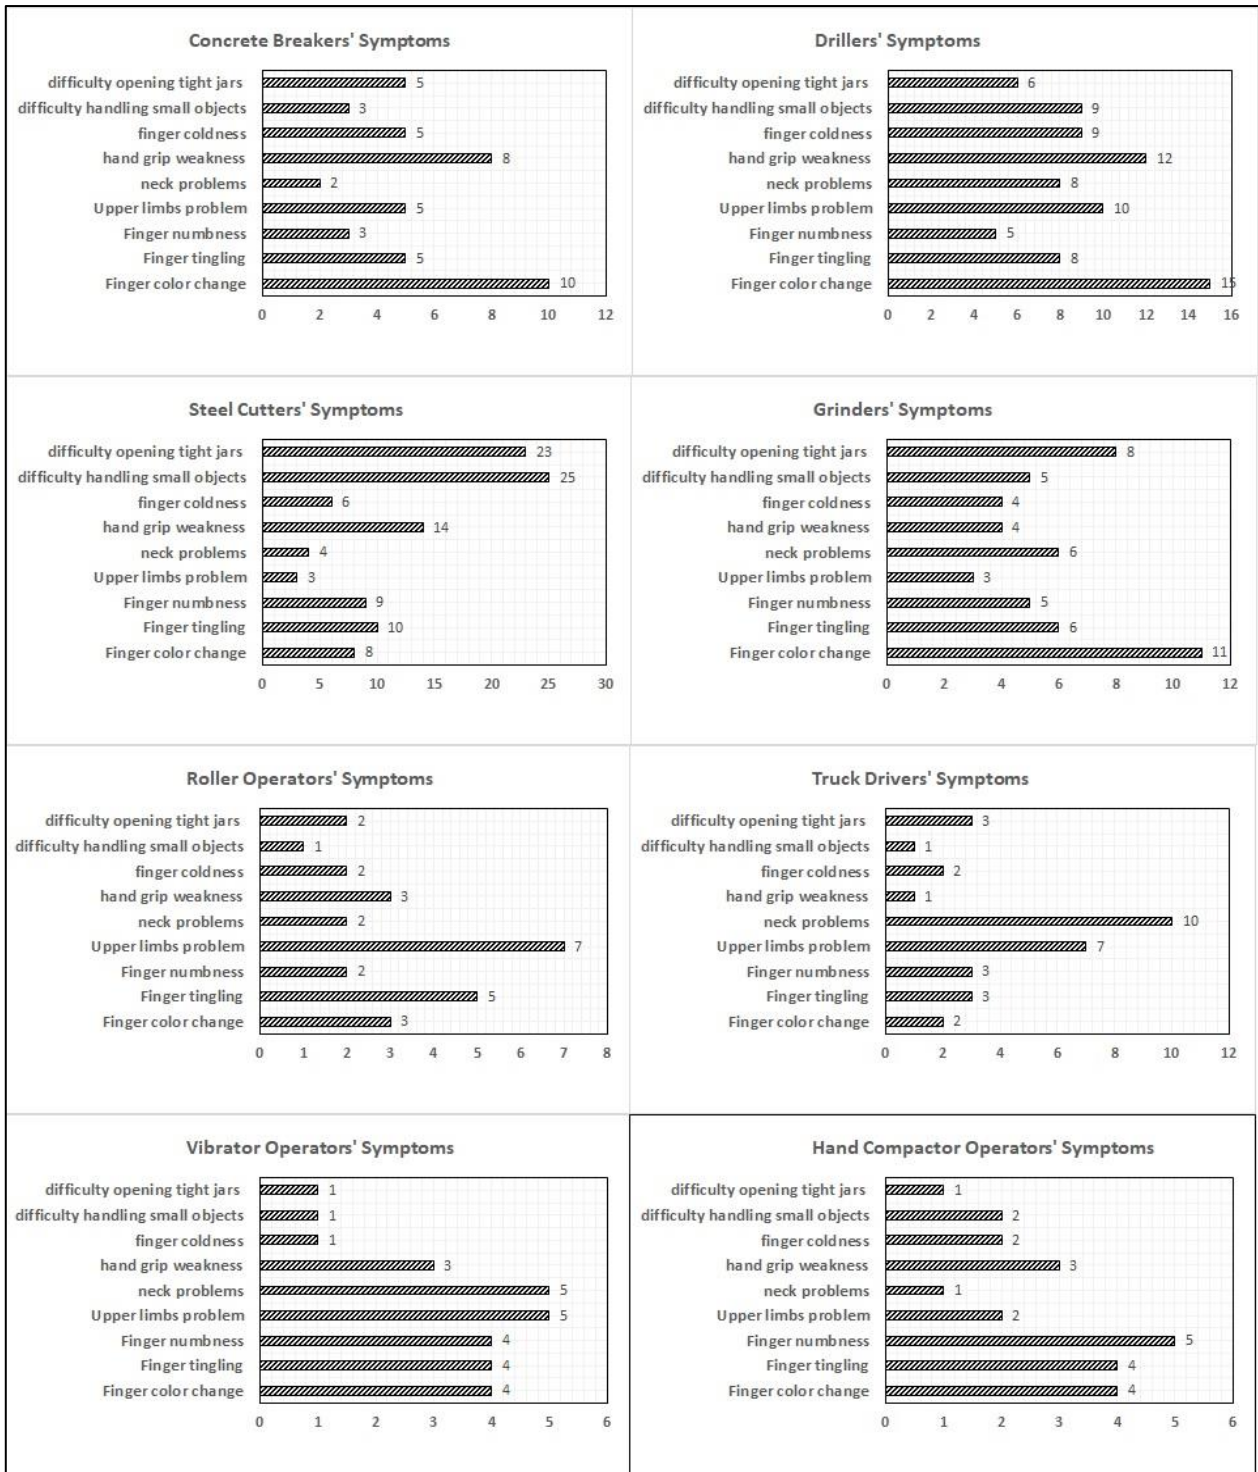 Concrete Breakers' Symptoms
difficulty opening tight jars 5
difficulty handling small objects 3
finger coldness 5
hand grip weakness 8
neck problems 2
Upper limbs problem 5
Finger numbness 3
Finger tingling 5
Finger color change 10
0 2 4 6 8 10 12
Drillers' Symptoms
difficulty opening tight jars 6
difficulty handling small objects 9
finger coldness 9
hand grip weakness 12
neck problems 8
Upper limbs problem 10
Finger numbness 5
Finger tingling 8
Finger color change 15
0 2 4 6 8 10 12 14 16
Steel Cutters' Symptoms
difficulty opening tight jars 23
difficulty handling small objects 25
finger coldness 6
hand grip weakness 14
neck problems 4
Upper limbs problem 3
Finger numbness 9
Finger tingling 10
Finger color change 8
0 5 10 15 20 25 30
Grinders' Symptoms
difficulty opening tight jars 8
difficulty handling small objects 5
finger coldness 4
hand grip weakness 4
neck problems 6
Upper limbs problem 3
Finger numbness 5
Finger tingling 6
Finger color change 11
0 2 4 6 8 10 12
Roller Operators' Symptoms
difficulty opening tight jars 2
difficulty handling small objects 1
finger coldness 2
hand grip weakness 3
neck problems 2
Upper limbs problem 7
Finger numbness 2
Finger tingling 5
Finger color change 3
0 1 2 3 4 5 6 7 8
Truck Drivers' Symptoms
difficulty opening tight jars 3
difficulty handling small objects 1
finger coldness 2
hand grip weakness 1
neck problems 10
Upper limbs problem 7
Finger numbness 3
Finger tingling 3
Finger color change 2
0 2 4 6 8 10 12
Vibrator Operators' Symptoms
difficulty opening tight jars 1
difficulty handling small objects 1
finger coldness 1
hand grip weakness 3
neck problems 5
Upper limbs problem 5
Finger numbness 4
Finger tingling 4
Finger color change 4
0 1 2 3 4 5 6
Hand Compactor Operators' Symptoms
difficulty opening tight jars 1
difficulty handling small objects 2
finger coldness 2
hand grip weakness 3
neck problems 1
Upper limbs problem 2
Finger numbness 5
Finger tingling 4
Finger color change 4
0 1 2 3 4 5 6